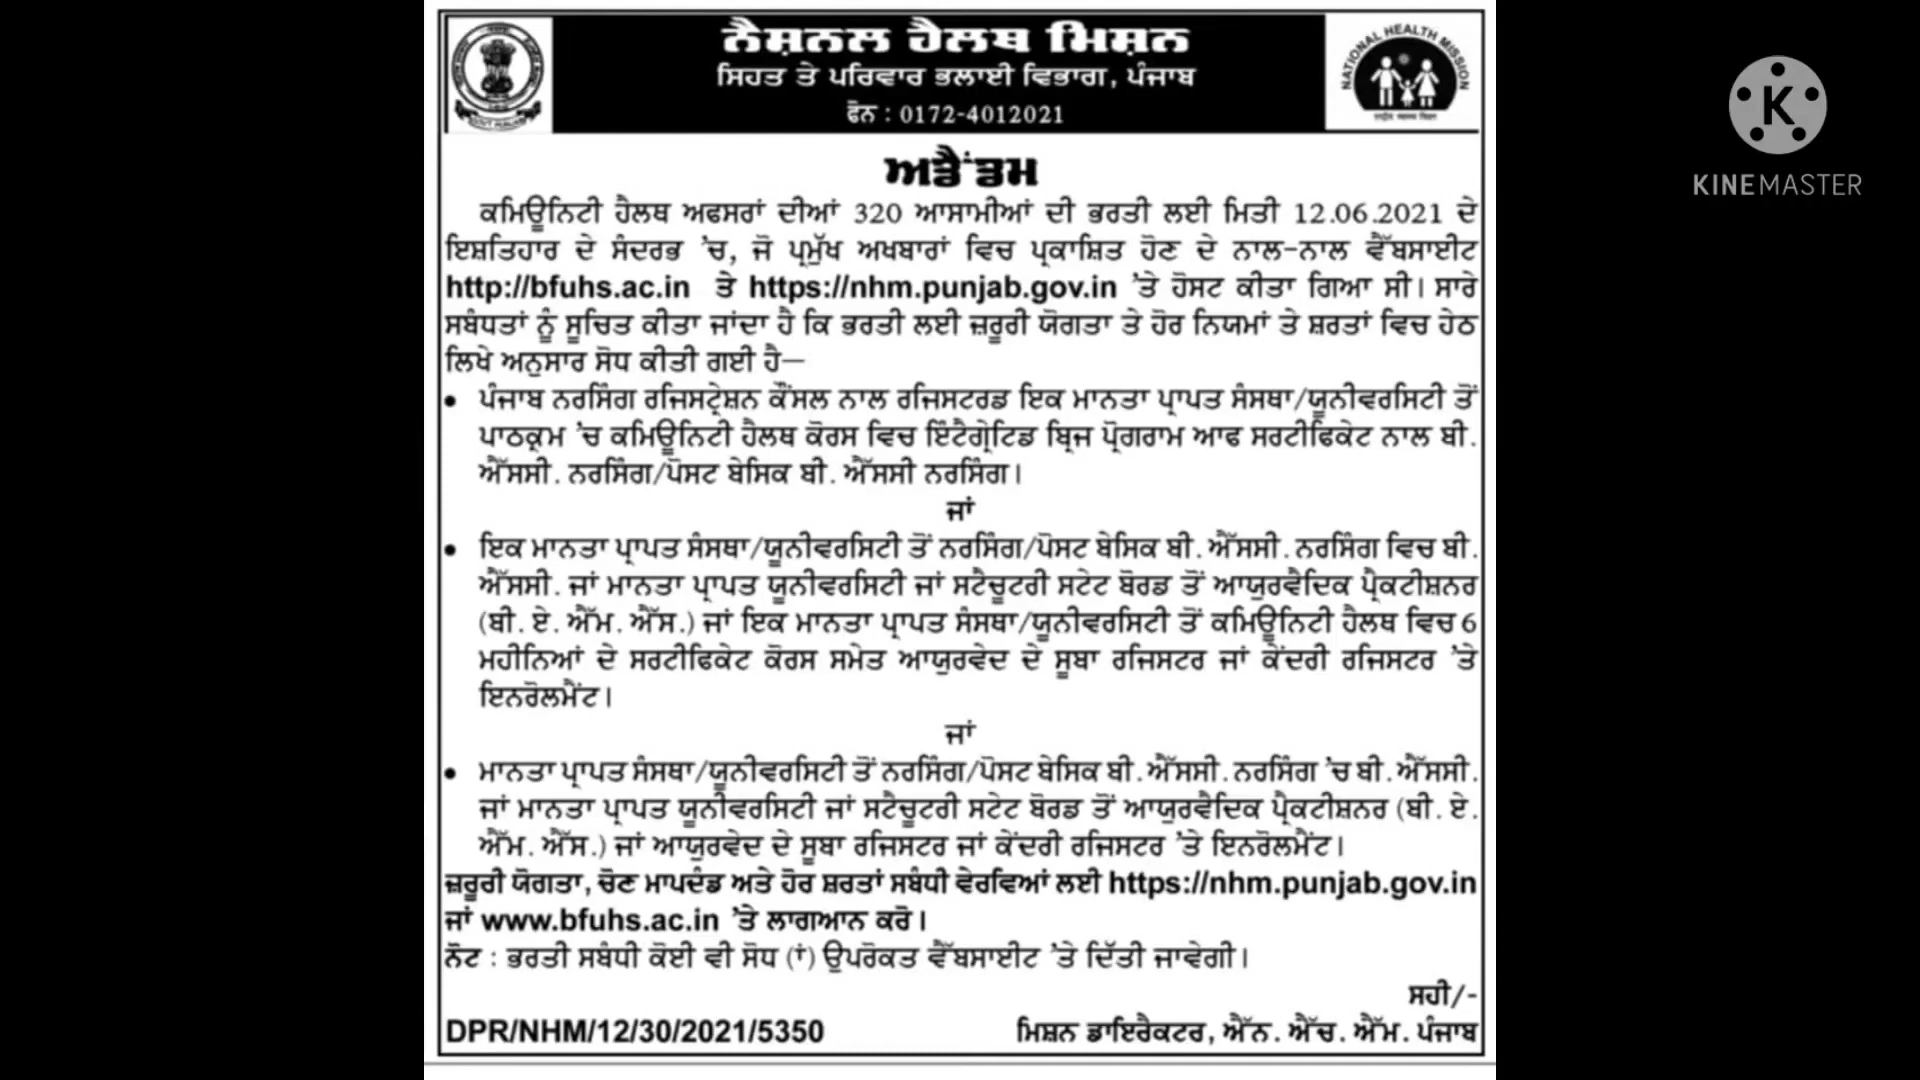 ਨੈਸ਼ਨਲ ਹੈਲਥ ਮਿਸ਼ਨ
ਸਿਹਤ ਤੇ ਪਰਿਵਾਰ ਭਲਾਈ ਵਿਭਾਗ, ਪੰਜਾਬ
ਫੋਨ : 0172-4012021
NATIONAL HEALTH MISSION
राष्ट्रीय स्वास्थ्य मिशन
KINEMASTER
ਅਡੈਂਡਮ
ਕਮਿਊਨਿਟੀ ਹੈਲਥ ਅਫਸਰਾਂ ਦੀਆਂ 320 ਆਸਾਮੀਆਂ ਦੀ ਭਰਤੀ ਲਈ ਮਿਤੀ 12.06.2021 ਦੇ
ਇਸ਼ਤਿਹਾਰ ਦੇ ਸੰਦਰਭ 'ਚ, ਜੋ ਪ੍ਰਮੁੱਖ ਅਖਬਾਰਾਂ ਵਿਚ ਪ੍ਰਕਾਸ਼ਿਤ ਹੋਣ ਦੇ ਨਾਲ-ਨਾਲ ਵੈੱਬਸਾਈਟ
http://bfuhs.ac.in ਤੇ https://nhm.punjab.gov.in 'ਤੇ ਹੋਸਟ ਕੀਤਾ ਗਿਆ ਸੀ। ਸਾਰੇ
ਸਬੰਧਤਾਂ ਨੂੰ ਸੂਚਿਤ ਕੀਤਾ ਜਾਂਦਾ ਹੈ ਕਿ ਭਰਤੀ ਲਈ ਜ਼ਰੂਰੀ ਯੋਗਤਾ ਤੇ ਹੋਰ ਨਿਯਮਾਂ ਤੇ ਸ਼ਰਤਾਂ ਵਿਚ ਹੇਠ
ਲਿਖੇ ਅਨੁਸਾਰ ਸੋਧ ਕੀਤੀ ਗਈ ਹੈ—
• ਪੰਜਾਬ ਨਰਸਿੰਗ ਰਜਿਸਟ੍ਰੇਸ਼ਨ ਕੌਂਸਲ ਨਾਲ ਰਜਿਸਟਰਡ ਇਕ ਮਾਨਤਾ ਪ੍ਰਾਪਤ ਸੰਸਥਾ/ਯੂਨੀਵਰਸਿਟੀ ਤੋਂ
ਪਾਠਕ੍ਰਮ 'ਚ ਕਮਿਊਨਿਟੀ ਹੈਲਥ ਕੋਰਸ ਵਿਚ ਇੰਟੈਗ੍ਰੇਟਿਡ ਬ੍ਰਿਜ ਪ੍ਰੋਗਰਾਮ ਆਫ ਸਰਟੀਫਿਕੇਟ ਨਾਲ ਬੀ.
ਐੱਸਸੀ. ਨਰਸਿੰਗ/ਪੋਸਟ ਬੇਸਿਕ ਬੀ. ਐੱਸਸੀ ਨਰਸਿੰਗ।
ਜਾਂ
• ਇਕ ਮਾਨਤਾ ਪ੍ਰਾਪਤ ਸੰਸਥਾ/ਯੂਨੀਵਰਸਿਟੀ ਤੋਂ ਨਰਸਿੰਗ/ਪੋਸਟ ਬੇਸਿਕ ਬੀ. ਐੱਸਸੀ. ਨਰਸਿੰਗ ਵਿਚ ਬੀ.
ਐੱਸਸੀ. ਜਾਂ ਮਾਨਤਾ ਪ੍ਰਾਪਤ ਯੂਨੀਵਰਸਿਟੀ ਜਾਂ ਸਟੈਚੂਟਰੀ ਸਟੇਟ ਬੋਰਡ ਤੋਂ ਆਯੁਰਵੈਦਿਕ ਪ੍ਰੈਕਟੀਸ਼ਨਰ
(ਬੀ. ਏ. ਐੱਮ. ਐੱਸ.) ਜਾਂ ਇਕ ਮਾਨਤਾ ਪ੍ਰਾਪਤ ਸੰਸਥਾ/ਯੂਨੀਵਰਸਿਟੀ ਤੋਂ ਕਮਿਊਨਿਟੀ ਹੈਲਥ ਵਿਚ 6
ਮਹੀਨਿਆਂ ਦੇ ਸਰਟੀਫਿਕੇਟ ਕੋਰਸ ਸਮੇਤ ਆਯੁਰਵੇਦ ਦੇ ਸੂਬਾ ਰਜਿਸਟਰ ਜਾਂ ਕੇਂਦਰੀ ਰਜਿਸਟਰ 'ਤੇ
ਇਨਰੋਲਮੈਂਟ।
ਜਾਂ
• ਮਾਨਤਾ ਪ੍ਰਾਪਤ ਸੰਸਥਾ/ਯੂਨੀਵਰਸਿਟੀ ਤੋਂ ਨਰਸਿੰਗ/ਪੋਸਟ ਬੇਸਿਕ ਬੀ. ਐੱਸਸੀ. ਨਰਸਿੰਗ 'ਚ ਬੀ. ਐੱਸਸੀ.
ਜਾਂ ਮਾਨਤਾ ਪ੍ਰਾਪਤ ਯੂਨੀਵਰਸਿਟੀ ਜਾਂ ਸਟੈਚੂਟਰੀ ਸਟੇਟ ਬੋਰਡ ਤੋਂ ਆਯੁਰਵੈਦਿਕ ਪ੍ਰੈਕਟੀਸ਼ਨਰ (ਬੀ. ਏ.
ਐੱਮ. ਐੱਸ.) ਜਾਂ ਆਯੁਰਵੇਦ ਦੇ ਸੂਬਾ ਰਜਿਸਟਰ ਜਾਂ ਕੇਂਦਰੀ ਰਜਿਸਟਰ 'ਤੇ ਇਨਰੋਲਮੈਂਟ।
ਜ਼ਰੂਰੀ ਯੋਗਤਾ, ਚੋਣ ਮਾਪਦੰਡ ਅਤੇ ਹੋਰ ਸ਼ਰਤਾਂ ਸਬੰਧੀ ਵੇਰਵਿਆਂ ਲਈ https://nhm.punjab.gov.in
ਜਾਂ www.bfuhs.ac.in 'ਤੇ ਲਾਗਆਨ ਕਰੋ।
ਨੋਟ : ਭਰਤੀ ਸਬੰਧੀ ਕੋਈ ਵੀ ਸੋਧ (ਾਂ) ਉਪਰੋਕਤ ਵੈੱਬਸਾਈਟ 'ਤੇ ਦਿੱਤੀ ਜਾਵੇਗੀ।
ਸਹੀ/-
DPR/NHM/12/30/2021/5350 ਮਿਸ਼ਨ ਡਾਇਰੈਕਟਰ, ਐੱਨ. ਐੱਚ. ਐੱਮ. ਪੰਜਾਬ